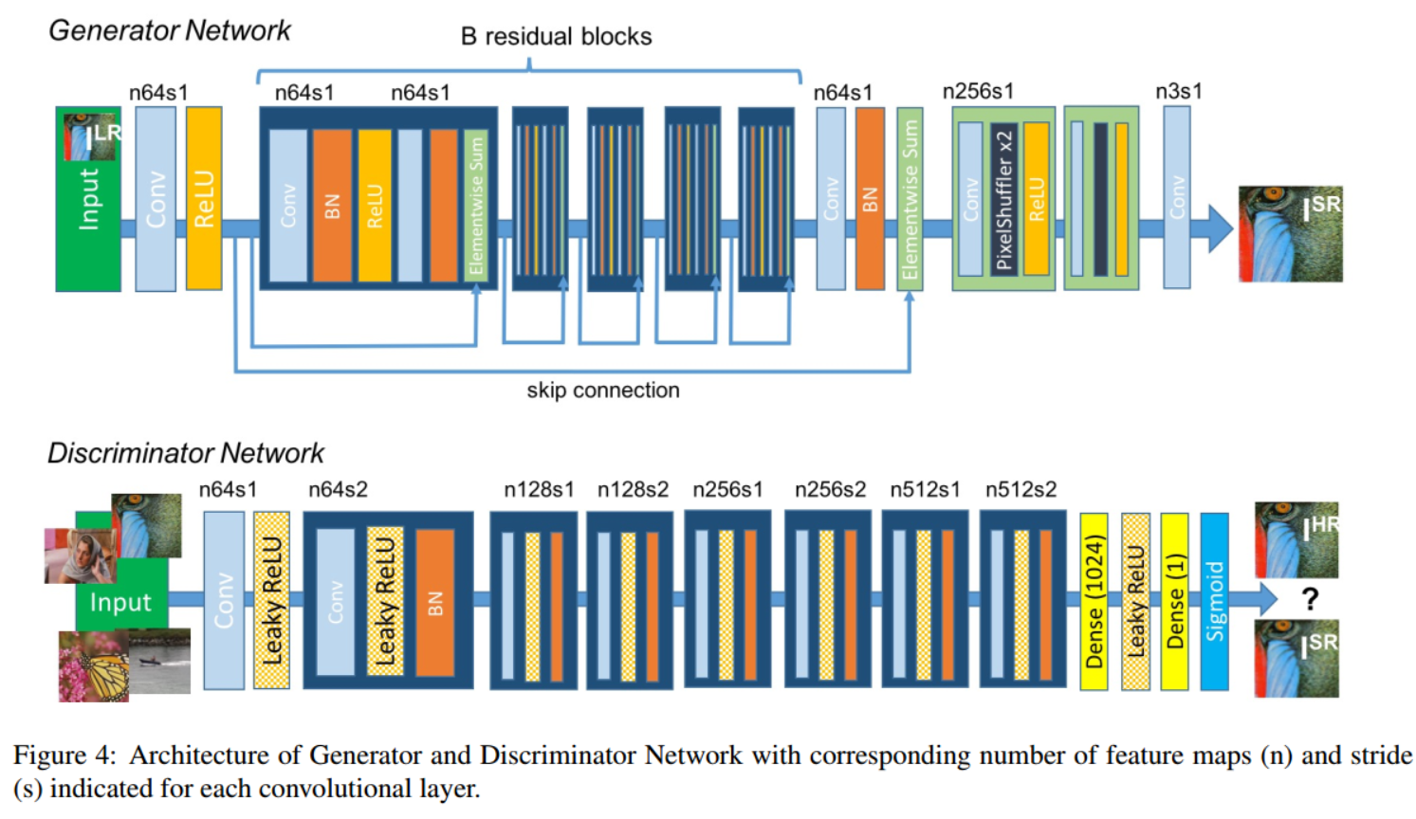 Generator Network
B residual blocks
n64s1
n64s1
n64s1
n64s1
n256s1
n3s1
I^LR
Input
Conv
ReLU
Conv
BN
ReLU
Elementwise Sum
Conv
BN
Elementwise Sum
Conv
PixelShuffler x2
ReLU
Conv
I^SR
skip connection
Discriminator Network
n64s1
n64s2
n128s1
n128s2
n256s1
n256s2
n512s1
n512s2
Input
Conv
Leaky ReLU
Conv
Leaky ReLU
BN
Dense (1024)
Leaky ReLU
Dense (1)
Sigmoid
I^HR
?
I^SR
Figure 4: Architecture of Generator and Discriminator Network with corresponding number of feature maps (n) and stride
(s) indicated for each convolutional layer.